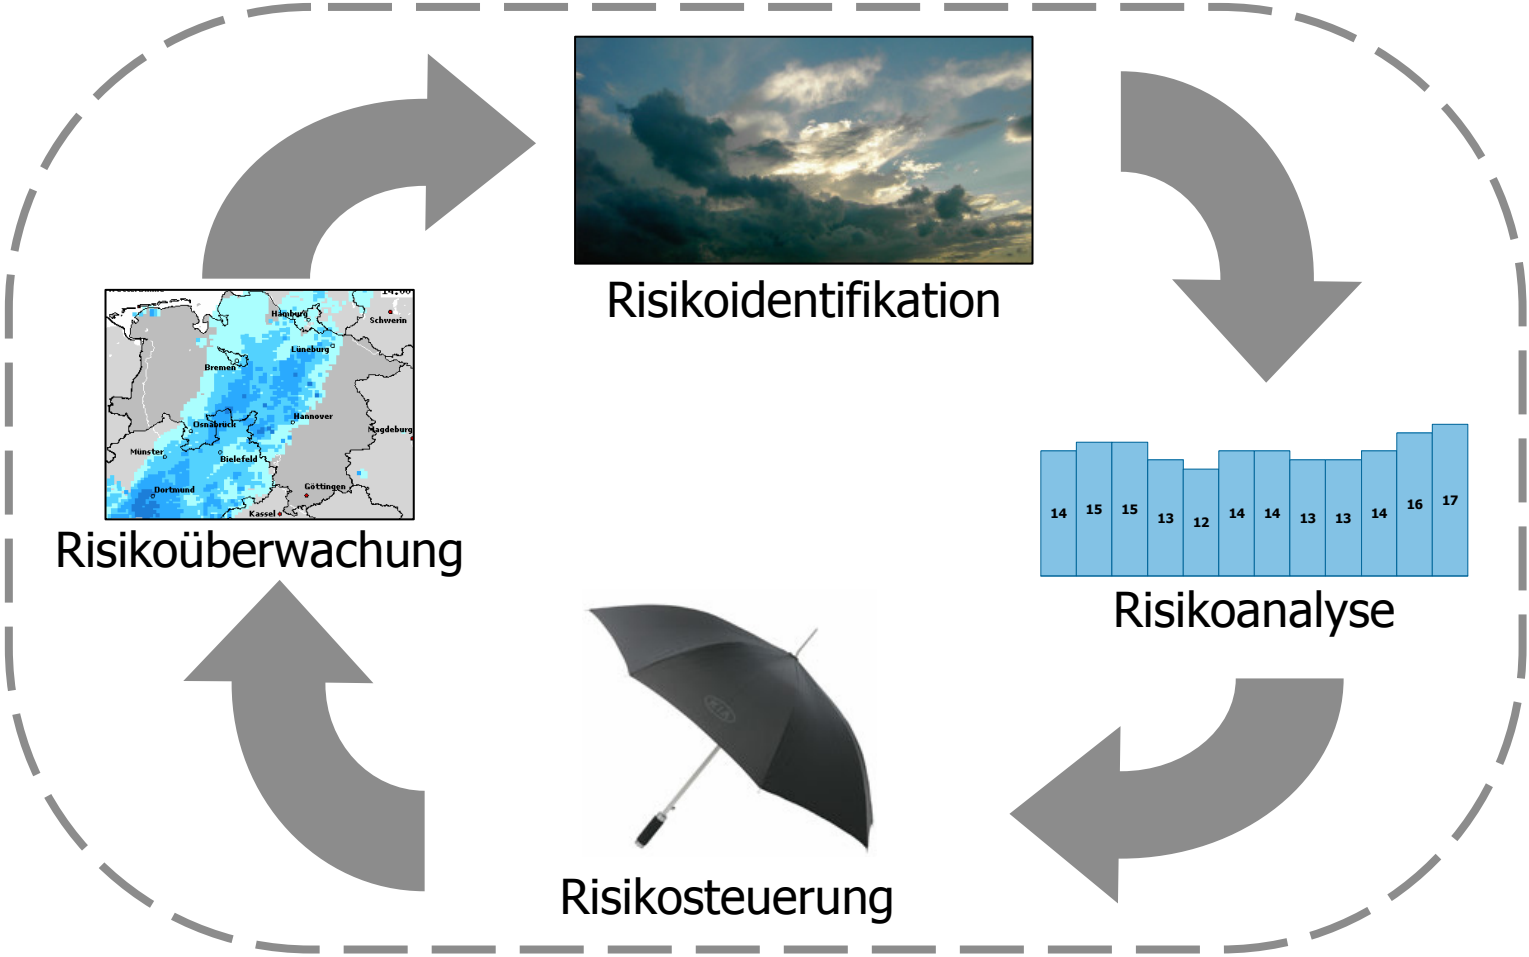 Risikoidentifikation
Hamburg
Schwerin
Lüneburg
Bremen
Hannover
Osnabrück
Magdeburg
Münster
Bielefeld
Dortmund
Göttingen
Kassel
Risikoüberwachung
14 15 15 13 12 14 14 13 13 14 16 17
Risikoanalyse
KIA
Risikosteuerung